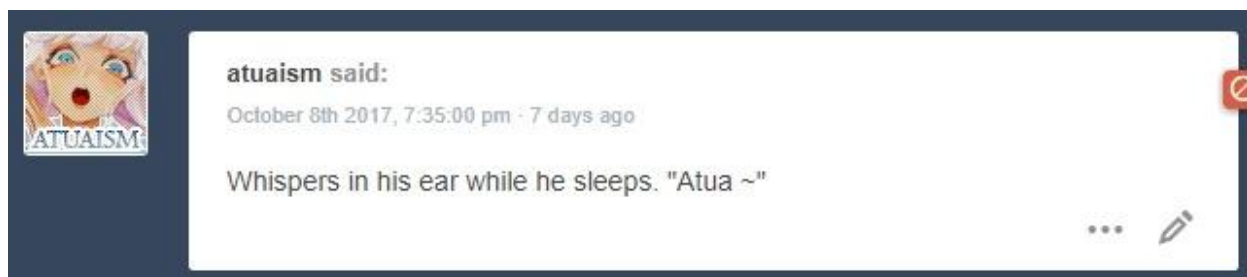 atuaism said:
October 8th 2017, 7:35:00 pm · 7 days ago
ATUAISM
Whispers in his ear while he sleeps. "Atua ~"